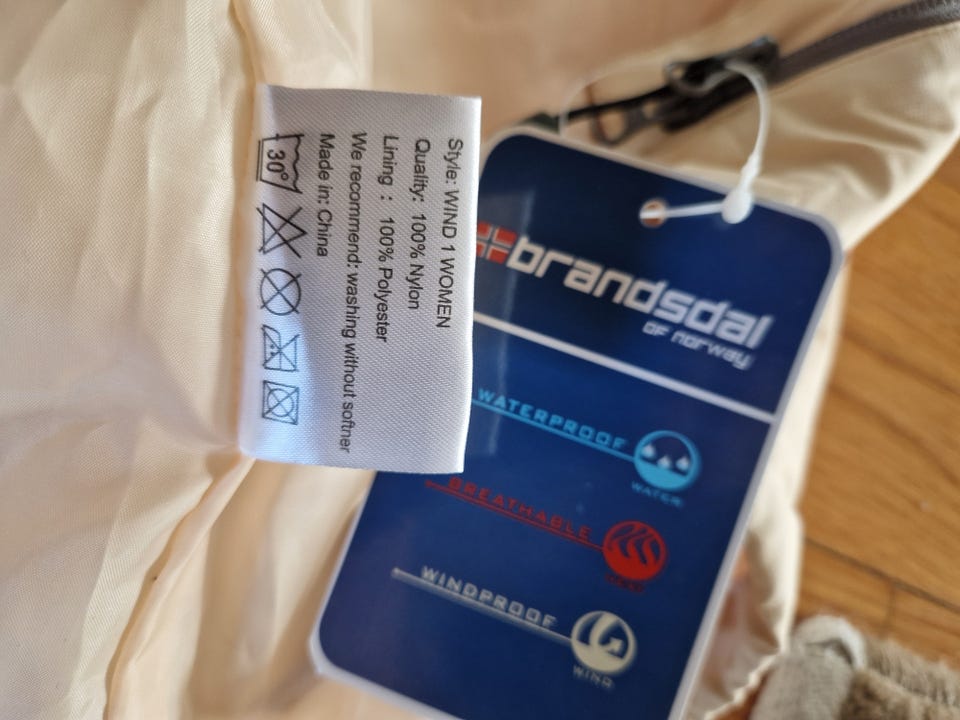 Style: WIND 1 WOMEN
Quality: 100% Nylon
Lining : 100% Polyester
We recommend: washing without softner
Made in: China
30°
brandsdal
OF norway
WATERPROOF
WATER
BREATHABLE
WINDPROOF
WIND